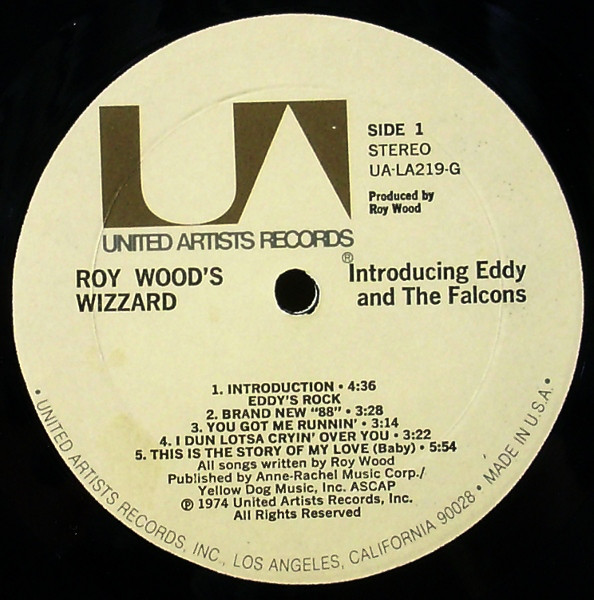 UA
SIDE 1
STEREO
UA-LA219-G
Produced by
Roy Wood
UNITED ARTISTS RECORDS
®
ROY WOOD'S
WIZZARD
Introducing Eddy
and The Falcons
1. INTRODUCTION • 4:36
EDDY'S ROCK
2. BRAND NEW "88" • 3:28
3. YOU GOT ME RUNNIN' • 3:14
4. I DUN LOTSA CRYIN' OVER YOU • 3:22
5. THIS IS THE STORY OF MY LOVE (Baby) • 5:54
All songs written by Roy Wood
Published by Anne-Rachel Music Corp./
Yellow Dog Music, Inc. ASCAP
℗ 1974 United Artists Records, Inc.
All Rights Reserved
• UNITED ARTISTS RECORDS, INC., LOS ANGELES, CALIFORNIA 90028 • MADE IN U.S.A. •